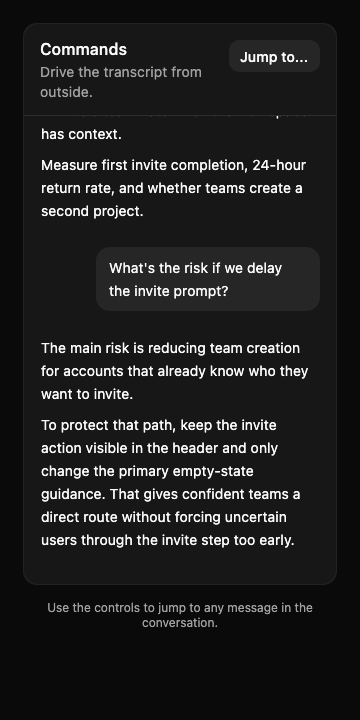 Commands
Jump to...
Drive the transcript from
outside.
has context.
Measure first invite completion, 24-hour
return rate, and whether teams create a
second project.
What's the risk if we delay
the invite prompt?
The main risk is reducing team creation
for accounts that already know who they
want to invite.
To protect that path, keep the invite
action visible in the header and only
change the primary empty-state
guidance. That gives confident teams a
direct route without forcing uncertain
users through the invite step too early.
Use the controls to jump to any message in the
conversation.